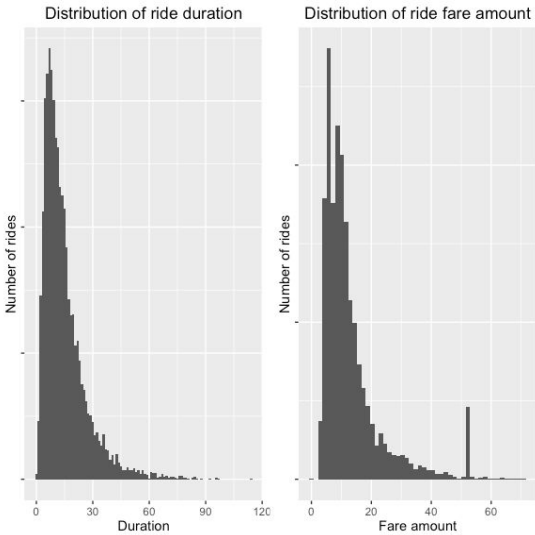 Distribution of ride duration
Number of rides
0 30 60 90 120
Duration
Distribution of ride fare amount
Number of rides
0 20 40 60
Fare amount